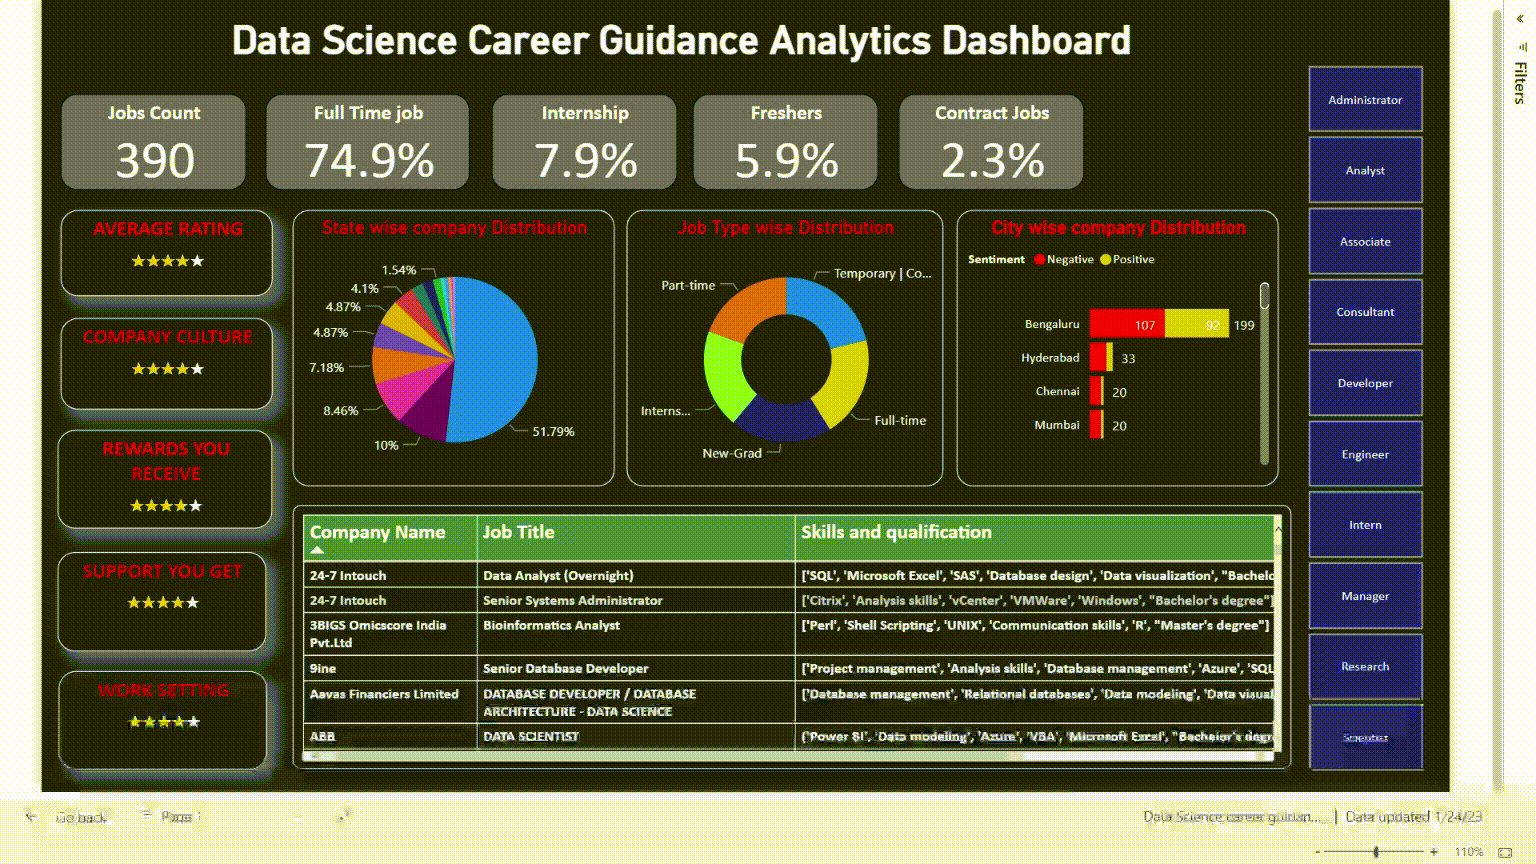 Data Science Career Guidance Analytics Dashboard
Filters
Jobs Count
390
Full Time job
74.9%
Internship
7.9%
Freshers
5.9%
Contract Jobs
2.3%
AVERAGE RATING
COMPANY CULTURE
REWARDS YOU
RECEIVE
SUPPORT YOU GET
WORK SETTING
State wise company Distribution
1.54%
4.1%
4.87%
4.87%
7.18%
8.46%
10%
51.79%
Job Type wise Distribution
Temporary | Co...
Part-time
Interns...
Full-time
New-Grad
City wise company Distribution
Sentiment Negative Positive
Bengaluru 107 92 199
Hyderabad 33
Chennai 20
Mumbai 20
Company Name Job Title Skills and qualification
24-7 Intouch Data Analyst (Overnight) ['SQL', 'Microsoft Excel', 'SAS', 'Database design', 'Data visualization', "Bachelo
24-7 Intouch Senior Systems Administrator ['Citrix', 'Analysis skills', 'vCenter', 'VMWare', 'Windows', "Bachelor's degree"]
3BIGS Omicscore India Bioinformatics Analyst ['Perl', 'Shell Scripting', 'UNIX', 'Communication skills', 'R', "Master's degree"]
Pvt.Ltd
9ine Senior Database Developer ['Project management', 'Analysis skills', 'Database management', 'Azure', 'SQL
Aavas Financiers Limited DATABASE DEVELOPER / DATABASE ['Database management', 'Relational databases', 'Data modeling', 'Data visual
ARCHITECTURE - DATA SCIENCE
ABB DATA SCIENTIST ['Power BI', 'Data modeling', 'Azure', 'VBA', 'Microsoft Excel', "Bachelor's degre
Administrator
Analyst
Associate
Consultant
Developer
Engineer
Intern
Manager
Research
Scientist
Go back
Page 1
Data Science career guidan... | Data updated 1/24/23
- + 110%